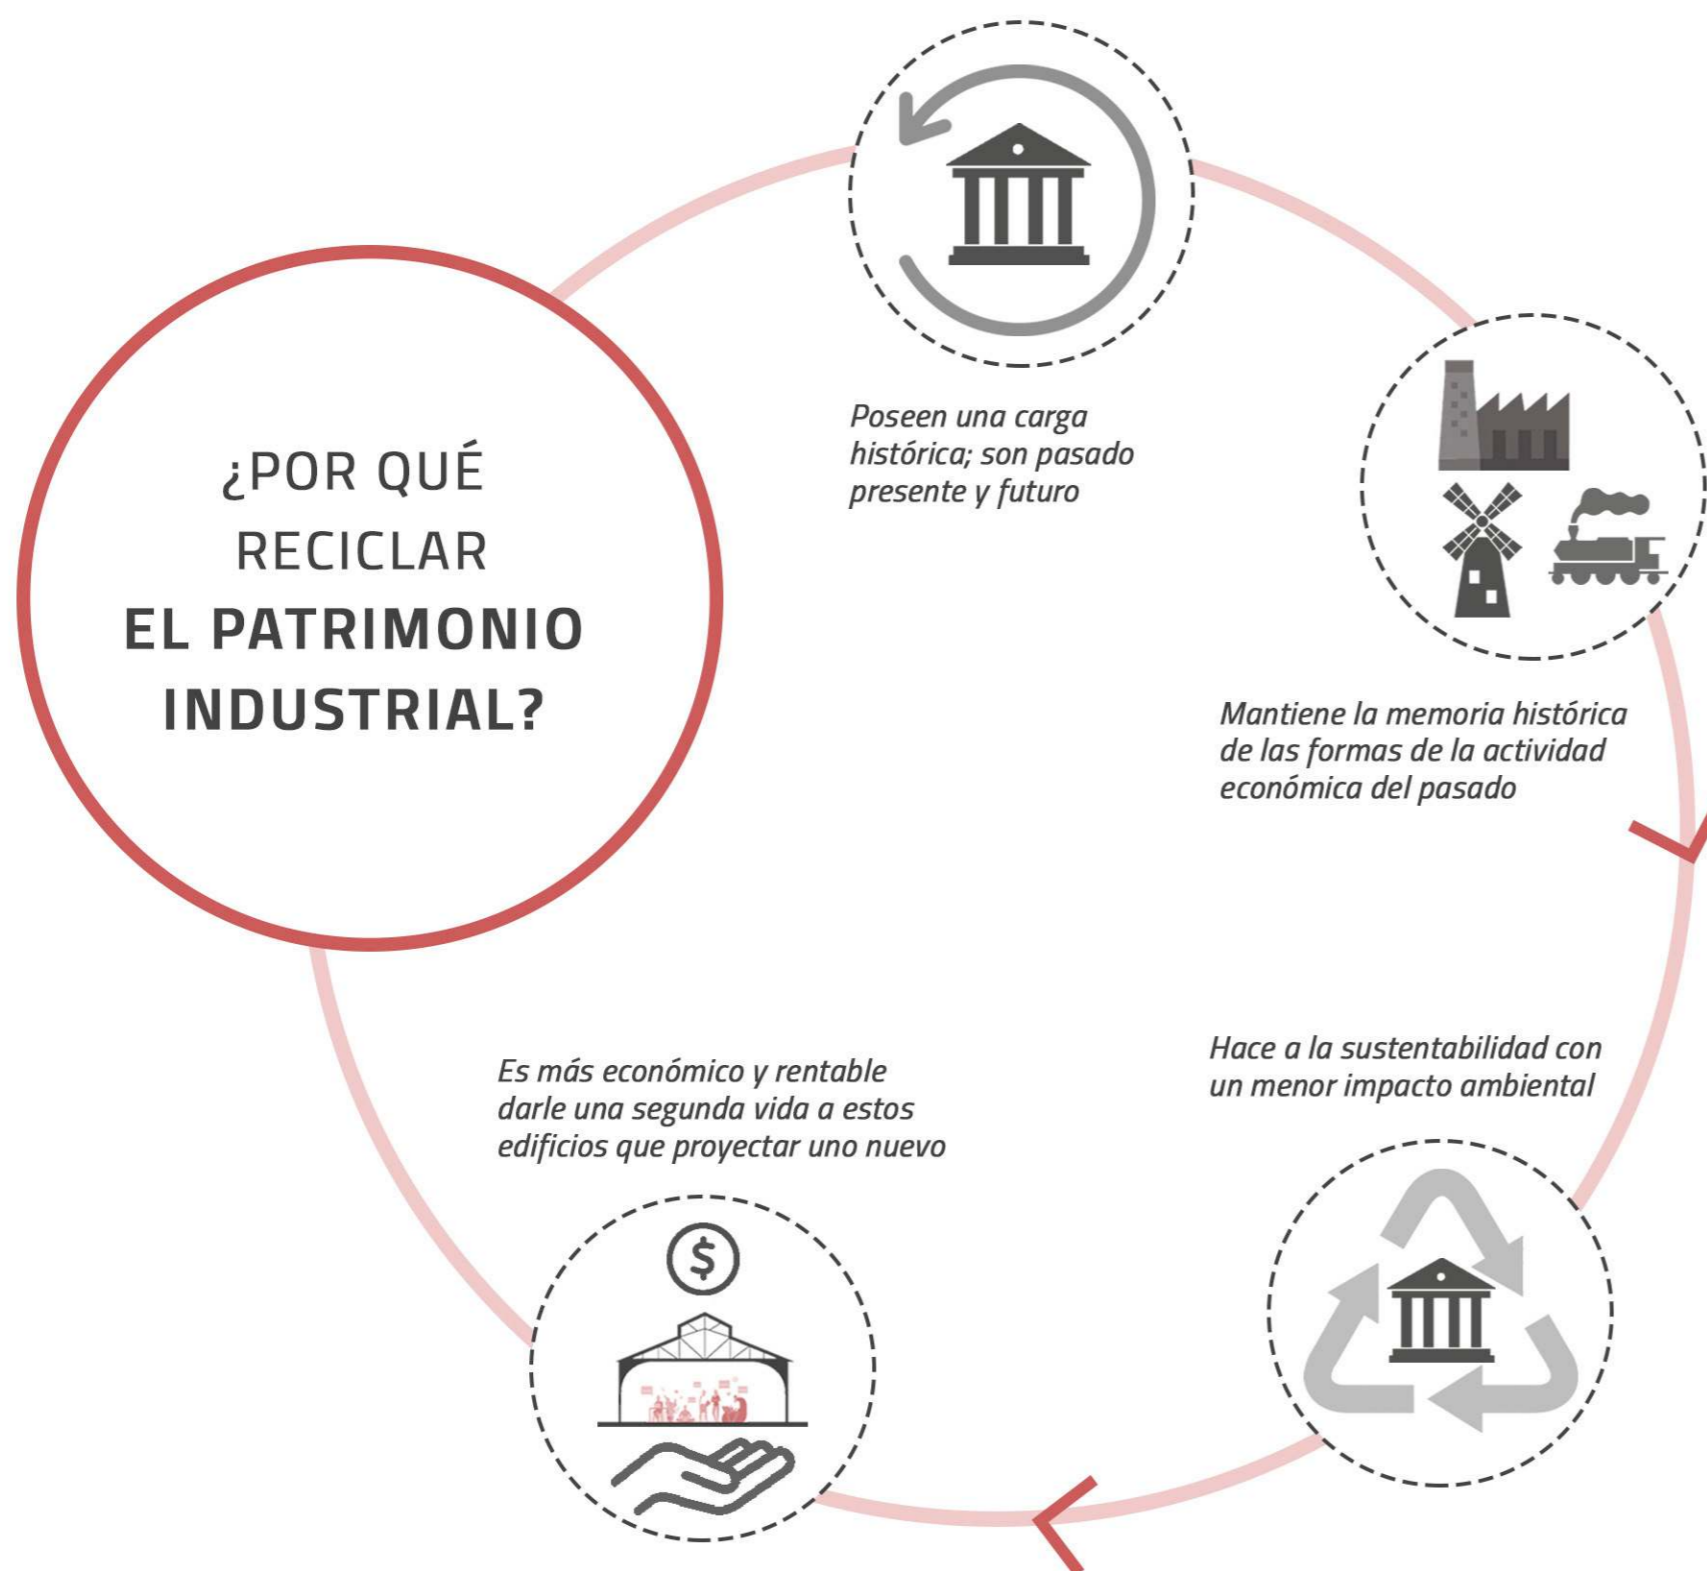 ¿POR QUÉ
RECICLAR
EL PATRIMONIO
INDUSTRIAL?
Poseen una carga
histórica; son pasado
presente y futuro
Mantiene la memoria histórica
de las formas de la actividad
económica del pasado
Hace a la sustentabilidad con
un menor impacto ambiental
Es más económico y rentable
darle una segunda vida a estos
edificios que proyectar uno nuevo
$